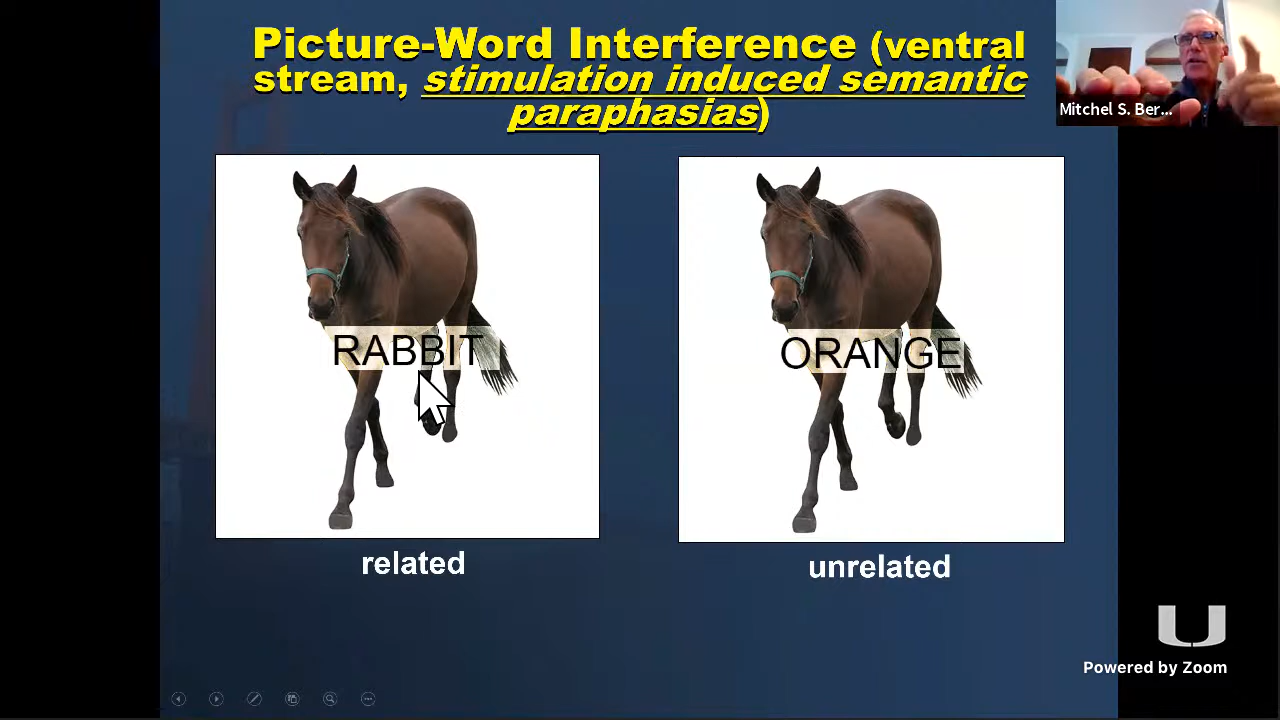 Picture-Word Interference (ventral
stream, stimulation induced semantic
paraphasias)
Mitchel S. Ber...
RABBIT
ORANGE
related
unrelated
U
Powered by Zoom